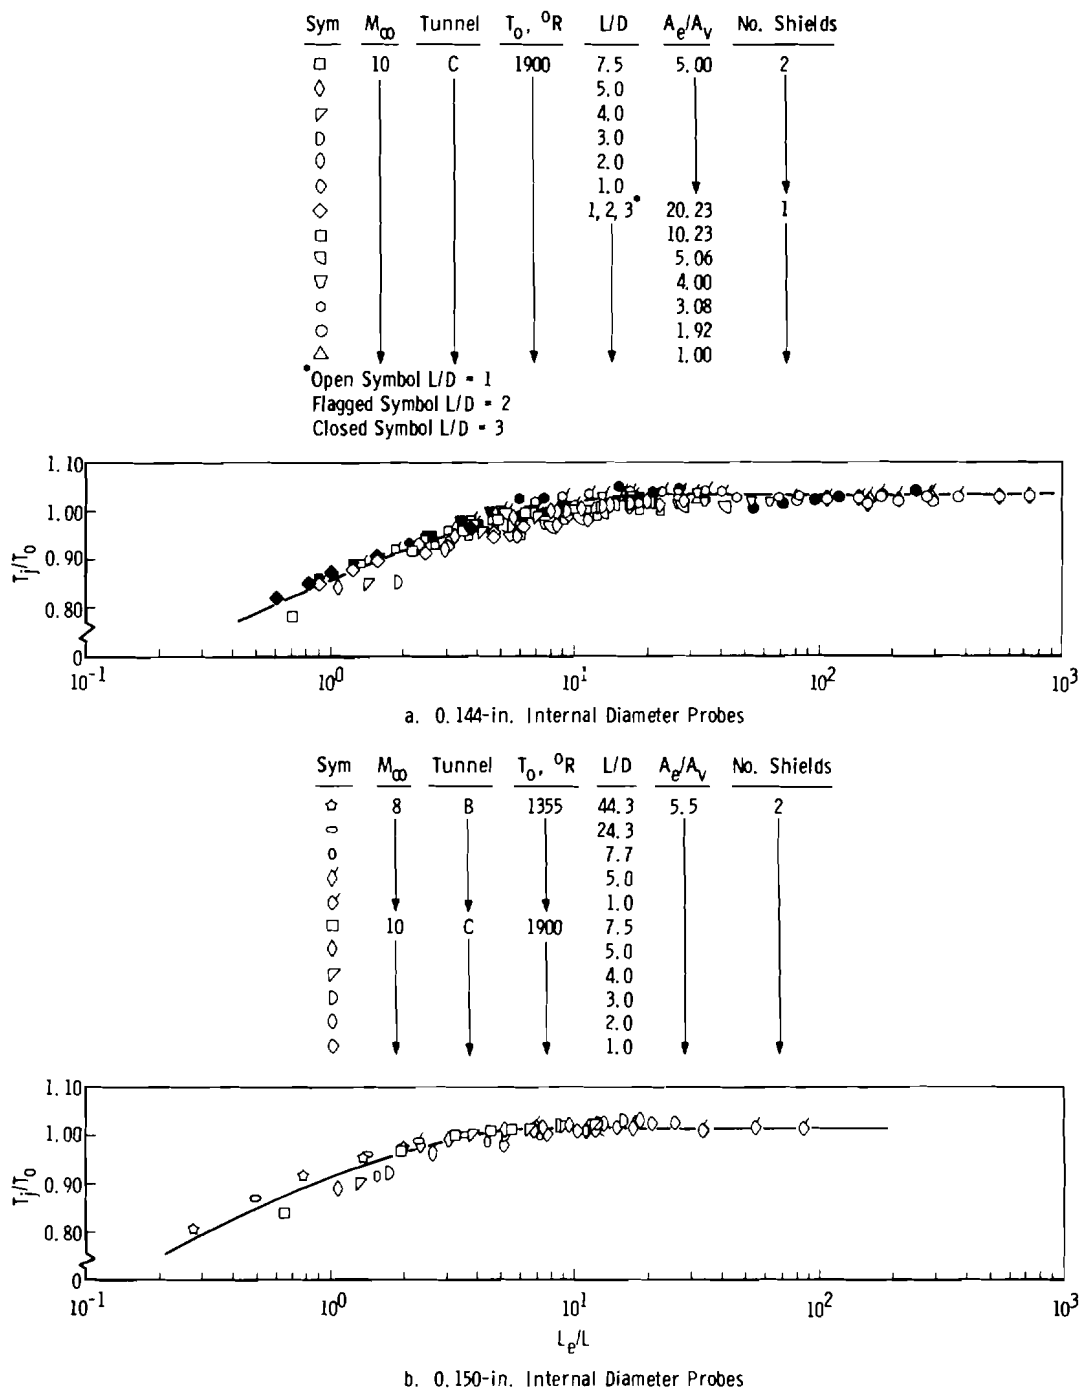 Sym M∞ Tunnel T₀, °R L/D Aₑ/Aᵥ No. Shields
10 C 1900 7.5 5.00 2
5.0
4.0
3.0
2.0
1.0
1, 2, 3* 20.23 1
10.23
5.06
4.00
3.08
1.92
1.00
*Open Symbol L/D = 1
Flagged Symbol L/D = 2
Closed Symbol L/D = 3
1.10
1.00
0.90
0.80
0
Tⱼ/T₀
10⁻¹ 10⁰ 10¹ 10² 10³
a. 0.144-in. Internal Diameter Probes
Sym M∞ Tunnel T₀, °R L/D Aₑ/Aᵥ No. Shields
8 B 1355 44.3 5.5 2
24.3
7.7
5.0
1.0
10 C 1900 7.5
5.0
4.0
3.0
2.0
1.0
1.10
1.00
0.90
0.80
0
Tⱼ/T₀
10⁻¹ 10⁰ 10¹ 10² 10³
Lₑ/L
b. 0.150-in. Internal Diameter Probes